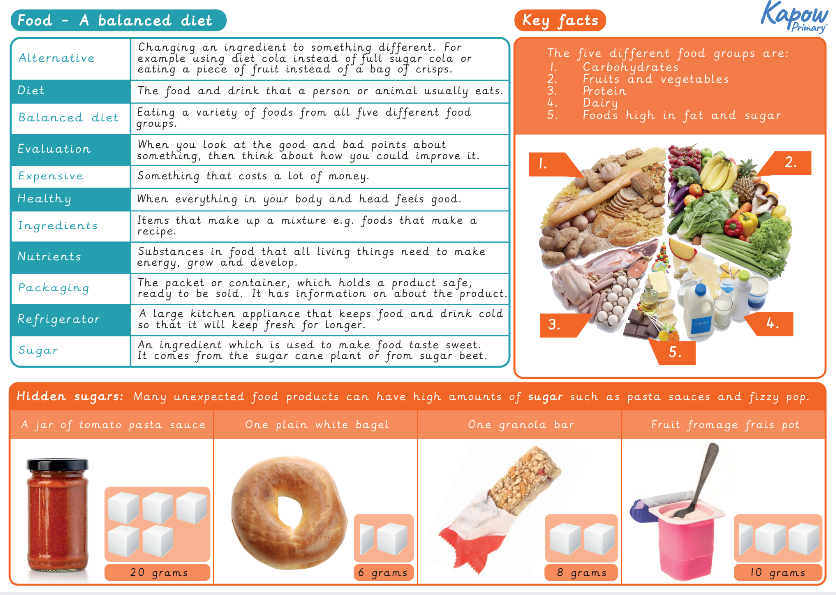 Food - A balanced diet
Alternative
Changing an ingredient to something different. For
example using diet cola instead of full sugar cola or
eating a piece of fruit instead of a bag of crisps.
Diet
The food and drink that a person or animal usually eats.
Balanced diet
Eating a variety of foods from all five different food
groups.
Evaluation
When you look at the good and bad points about
something, then think about how you could improve it.
Expensive
Something that costs a lot of money.
Healthy
When everything in your body and head feels good.
Ingredients
Items that make up a mixture e.g. foods that make a
recipe.
Nutrients
Substances in food that all living things need to make
energy, grow and develop.
Packaging
The packet or container, which holds a product safe,
ready to be sold. It has information on about the product.
Refrigerator
A large kitchen appliance that keeps food and drink cold
so that it will keep fresh for longer.
Sugar
An ingredient which is used to make food taste sweet.
It comes from the sugar cane plant or from sugar beet.
Key facts
Kapow
Primary
The five different food groups are:
1. Carbohydrates
2. Fruits and vegetables
3. Protein
4. Dairy
5. Foods high in fat and sugar
1.
2.
3.
4.
5.
Hidden sugars: Many unexpected food products can have high amounts of sugar such as pasta sauces and fizzy pop.
A jar of tomato pasta sauce
One plain white bagel
One granola bar
Fruit fromage frais pot
20 grams
6 grams
8 grams
10 grams